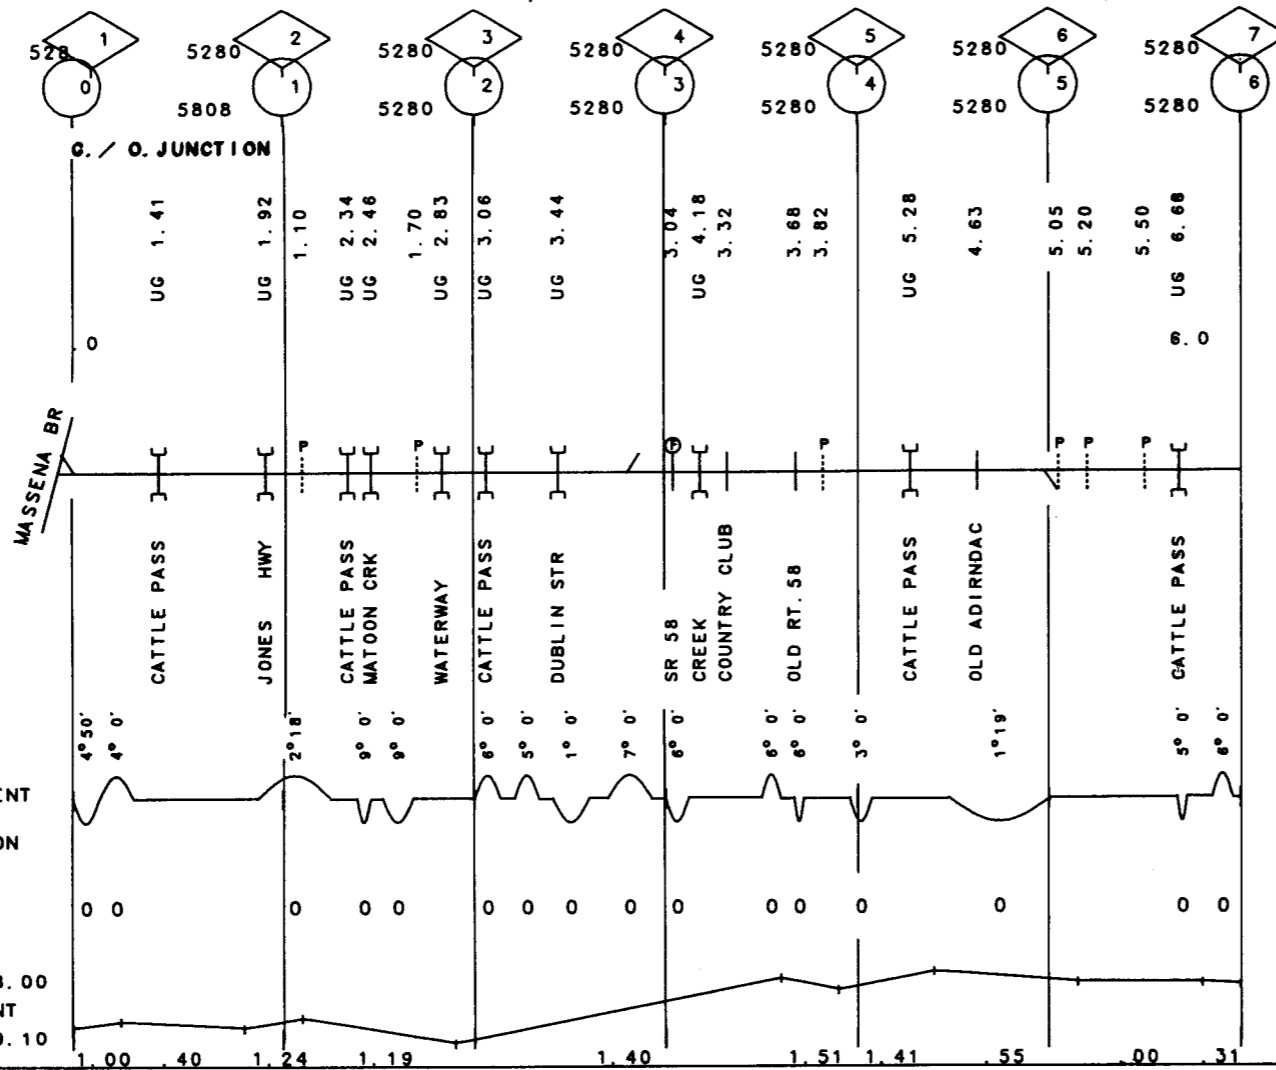 1 2 3 4 5 6 7
528 5280 5280 5280 5280 5280 5280
0 1 2 3 4 5 6
5808 5280 5280 5280 5280 5280
G. / O. JUNCTION
UG 1.41
UG 1.92
1.10
UG 2.34
UG 2.46
1.70
UG 2.83
UG 3.06
UG 3.44
3.04
UG 4.18
3.32
3.68
3.82
UG 5.28
4.63
5.05
5.20
5.50
UG 6.68
0
6.0
MASSENA BR
P P P P P P P
CATTLE PASS
JONES HWY
CATTLE PASS
MATOON CRK
WATERWAY
CATTLE PASS
DUBLIN STR
SR 58
CREEK
COUNTRY CLUB
OLD RT. 58
CATTLE PASS
OLD ADIRNDAC
CATTLE PASS
4°50'
4° 0'
2°18'
9° 0'
9° 0'
6° 0'
5° 0'
1° 0'
7° 0'
6° 0'
6° 0'
6° 0'
3° 0'
1°19'
5° 0'
6° 0'
ENT
ON
0 0 0 0 0 0 0 0 0 0 0 0 0 0 0 0
3.00
NT
0.10
1.00 .40 1.24 1.19 1.40 1.51 1.41 .55 .00 .31